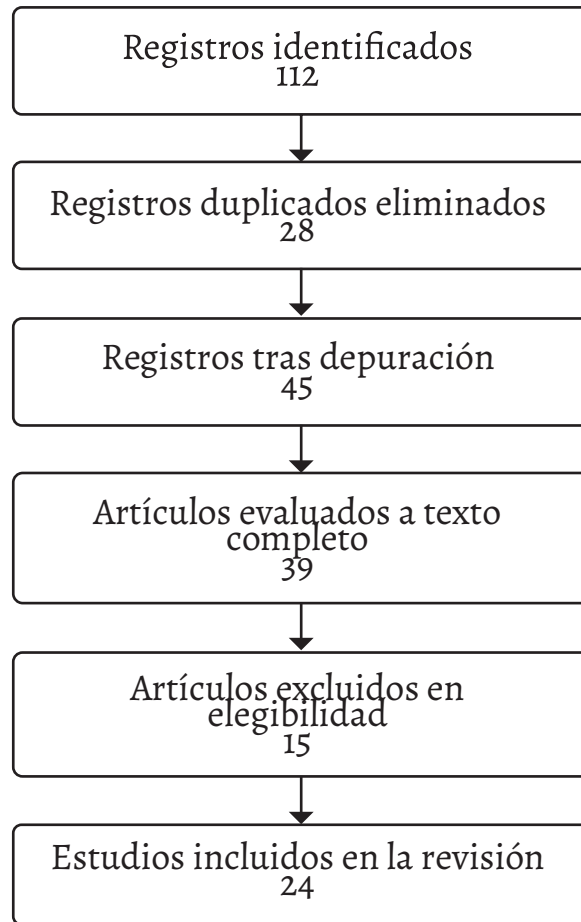 Registros identificados
112
Registros duplicados eliminados
28
Registros tras depuración
45
Artículos evaluados a texto
completo
39
Artículos excluidos en
elegibilidad
15
Estudios incluidos en la revisión
24